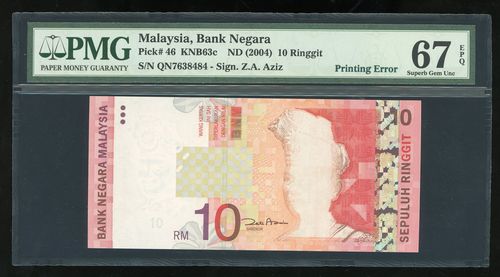 PMG
PAPER MONEY GUARANTY
Malaysia, Bank Negara
Pick# 46 KNB63c ND (2004) 10 Ringgit
S/N QN7638484 - Sign. Z.A. Aziz
Printing Error
67 EPQ
Superb Gem Unc
BANK NEGARA MALAYSIA
RM 10
GABENOR
10
SEPULUH RINGGIT